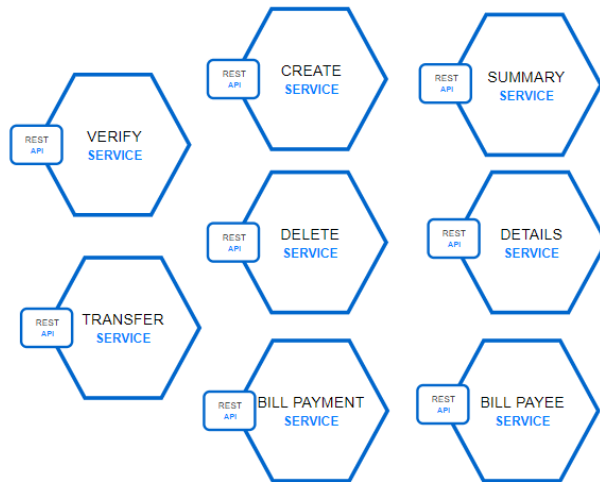 REST
API
CREATE
SERVICE
REST
API
SUMMARY
SERVICE
REST
API
VERIFY
SERVICE
REST
API
DELETE
SERVICE
REST
API
DETAILS
SERVICE
REST
API
TRANSFER
SERVICE
REST
API
BILL PAYMENT
SERVICE
REST
API
BILL PAYEE
SERVICE